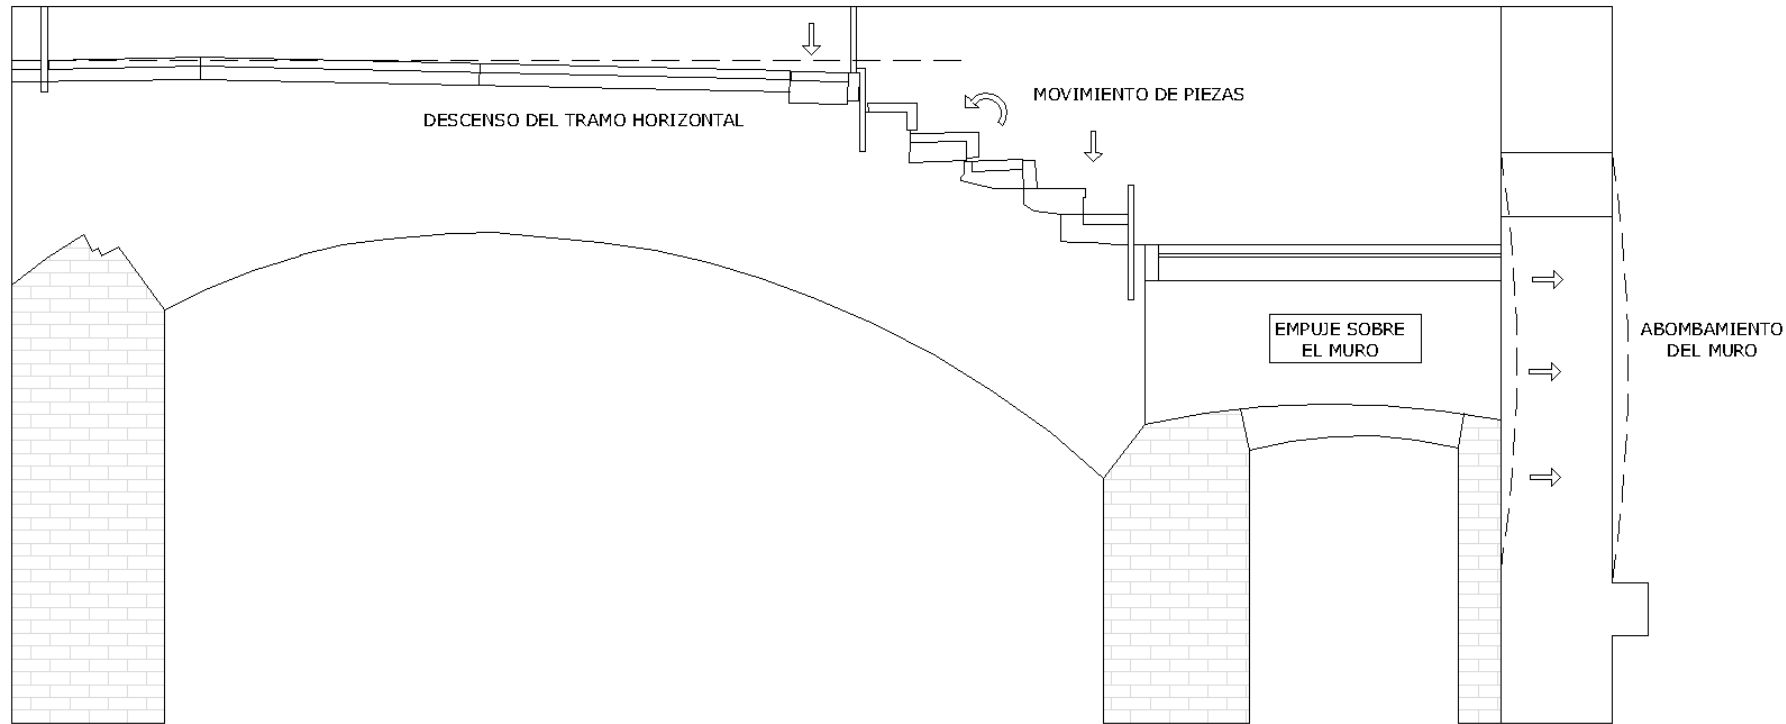 MOVIMIENTO DE PIEZAS
DESCENSO DEL TRAMO HORIZONTAL
EMPUJE SOBRE
EL MURO
ABOMBAMIENTO
DEL MURO